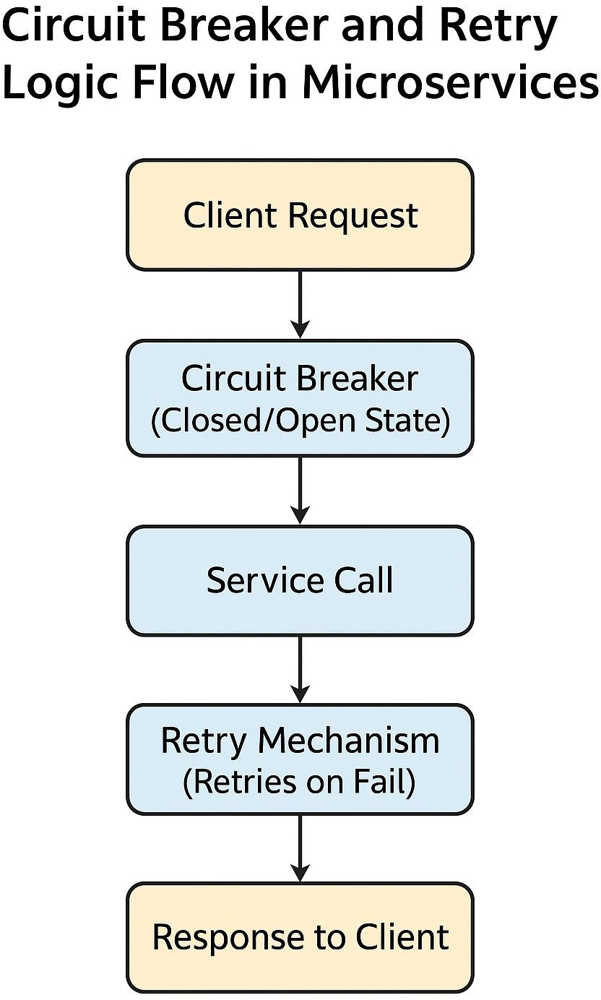 Circuit Breaker and Retry
Logic Flow in Microservices
Client Request
Circuit Breaker
(Closed/Open State)
Service Call
Retry Mechanism
(Retries on Fail)
Response to Client